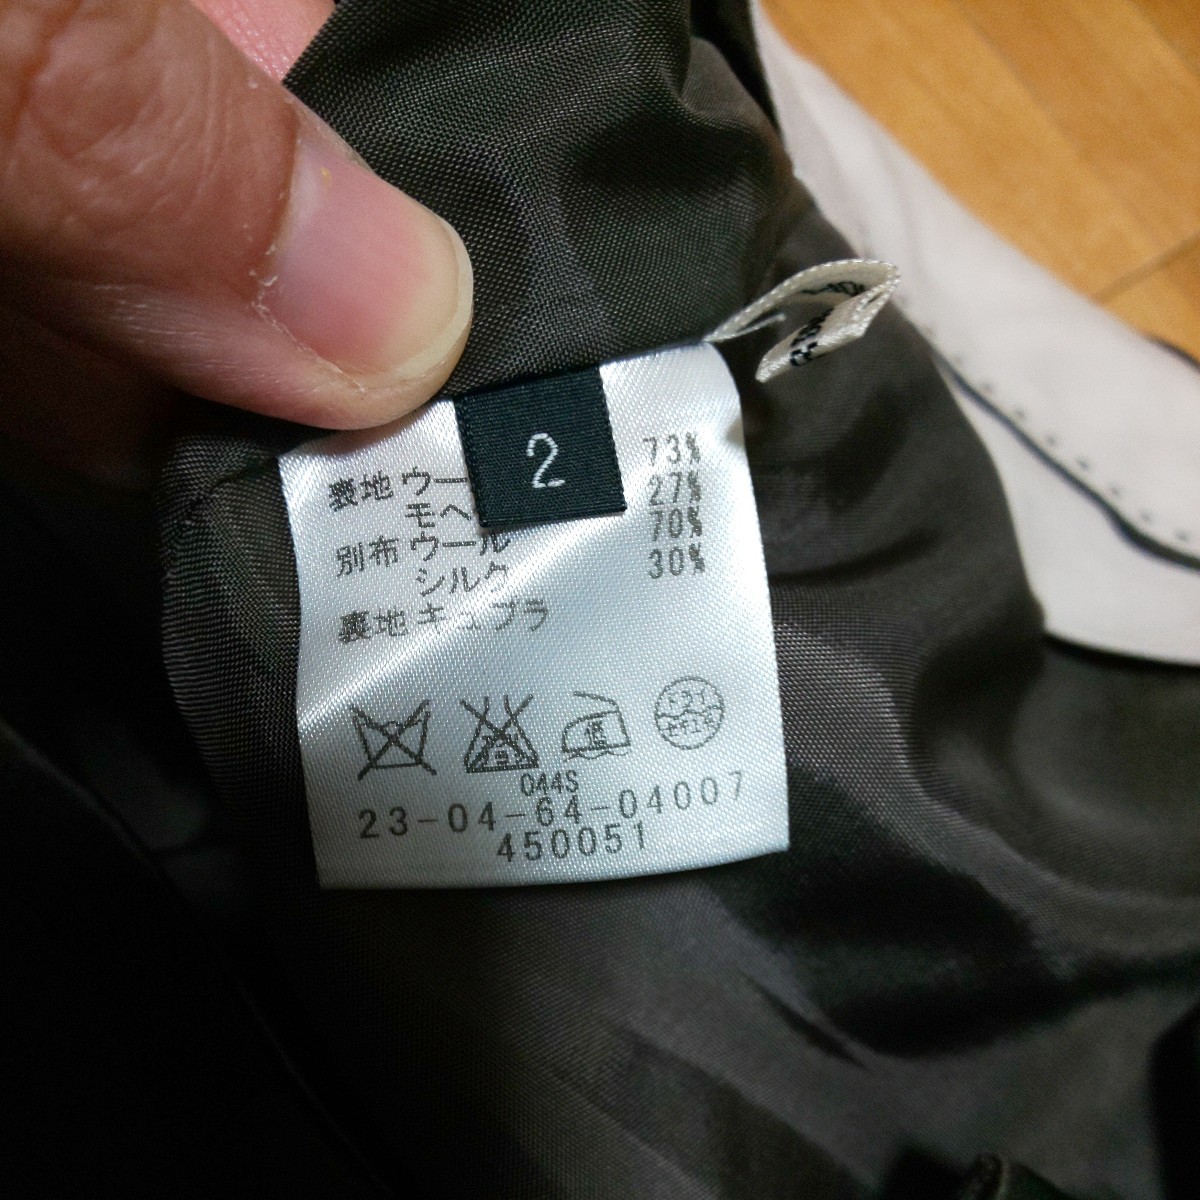 2
表地 ウー 73%
モヘ 27%
別布 ウール 70%
シルク 30%
裏地 キュプラ
低
044S
23-04-64-04007
450051